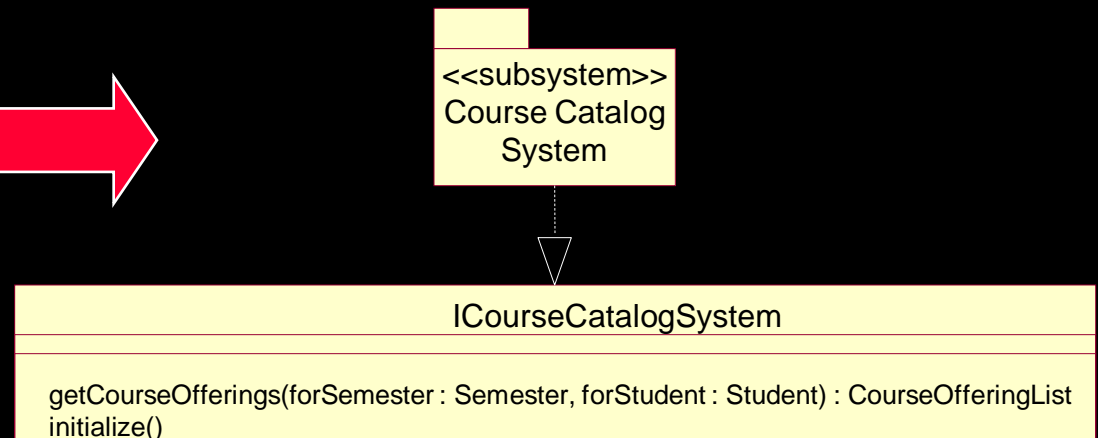 <<subsystem>>
Course Catalog
System
ICourseCatalogSystem
getCourseOfferings(forSemester : Semester, forStudent : Student) : CourseOfferingList
initialize()